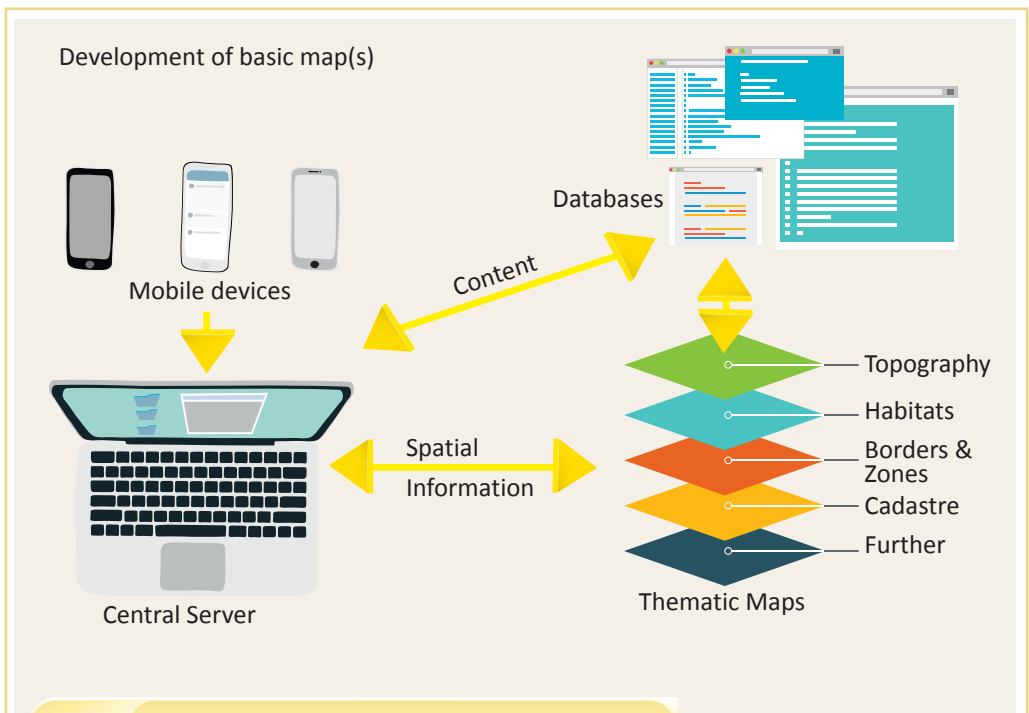 Development of basic map(s)
Databases
Content
Mobile devices
Topography
Habitats
Borders &
Zones
Cadastre
Further
Spatial
Information
Central Server
Thematic Maps